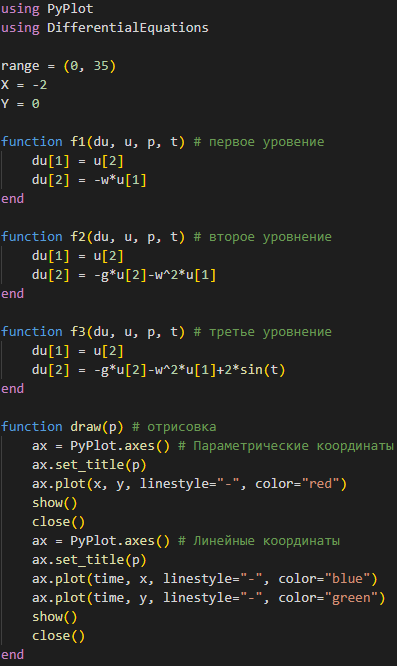 using PyPlot
using DifferentialEquations
range = (0, 35)
X = -2
Y = 0
function f1(du, u, p, t) # первое уровение
du[1] = u[2]
du[2] = -w*u[1]
end
function f2(du, u, p, t) # второе уровнение
du[1] = u[2]
du[2] = -g*u[2]-w^2*u[1]
end
function f3(du, u, p, t) # третье уровнение
du[1] = u[2]
du[2] = -g*u[2]-w^2*u[1]+2*sin(t)
end
function draw(p) # отрисовка
ax = PyPlot.axes() # Параметрические координаты
ax.set_title(p)
ax.plot(x, y, linestyle="-", color="red")
show()
close()
ax = PyPlot.axes() # Линейные координаты
ax.set_title(p)
ax.plot(time, x, linestyle="-", color="blue")
ax.plot(time, y, linestyle="-", color="green")
show()
close()
end